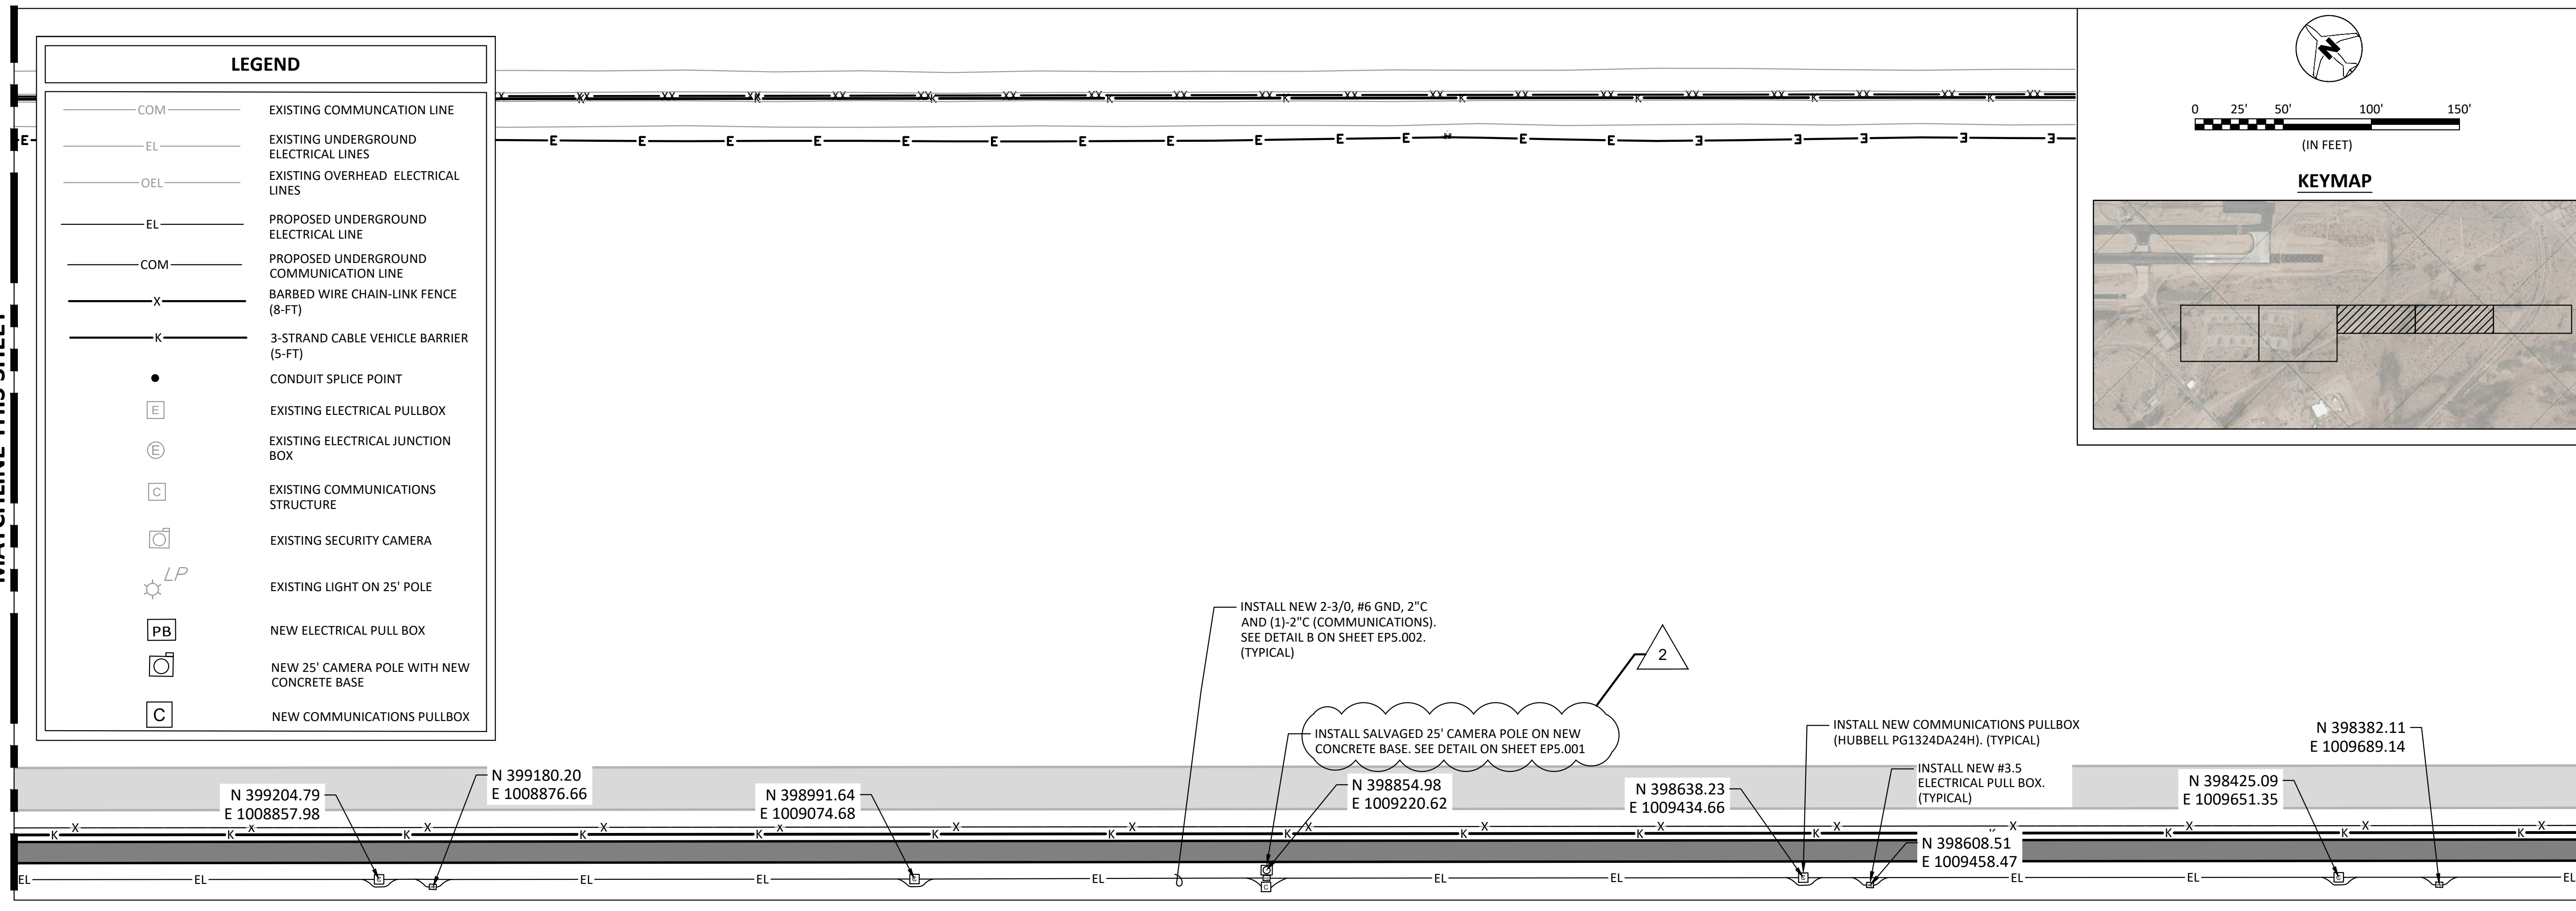 LEGEND
COM
EXISTING COMMUNCATION LINE
EL
EXISTING UNDERGROUND
ELECTRICAL LINES
OEL
EXISTING OVERHEAD ELECTRICAL
LINES
EL
PROPOSED UNDERGROUND
ELECTRICAL LINE
COM
PROPOSED UNDERGROUND
COMMUNICATION LINE
X
BARBED WIRE CHAIN-LINK FENCE
(8-FT)
K
3-STRAND CABLE VEHICLE BARRIER
(5-FT)
CONDUIT SPLICE POINT
E
EXISTING ELECTRICAL PULLBOX
E
EXISTING ELECTRICAL JUNCTION
BOX
C
EXISTING COMMUNICATIONS
STRUCTURE
EXISTING SECURITY CAMERA
LP
EXISTING LIGHT ON 25' POLE
PB
NEW ELECTRICAL PULL BOX
NEW 25' CAMERA POLE WITH NEW
CONCRETE BASE
C
NEW COMMUNICATIONS PULLBOX
N
0 25' 50' 100' 150'
(IN FEET)
KEYMAP
INSTALL NEW 2-3/0, #6 GND, 2"C
AND (1)-2"C (COMMUNICATIONS).
SEE DETAIL B ON SHEET EP5.002.
(TYPICAL)
2
INSTALL SALVAGED 25' CAMERA POLE ON NEW
CONCRETE BASE. SEE DETAIL ON SHEET EP5.001
INSTALL NEW COMMUNICATIONS PULLBOX
(HUBBELL PG1324DA24H). (TYPICAL)
INSTALL NEW #3.5
ELECTRICAL PULL BOX.
(TYPICAL)
N 399204.79
E 1008857.98
N 399180.20
E 1008876.66
N 398991.64
E 1009074.68
N 398854.98
E 1009220.62
N 398638.23
E 1009434.66
N 398608.51
E 1009458.47
N 398425.09
E 1009651.35
N 398382.11
E 1009689.14
X X X X X X X X X X X X X X X
K K K K K K K K K K K K K K
EL EL EL EL EL EL EL EL EL EL